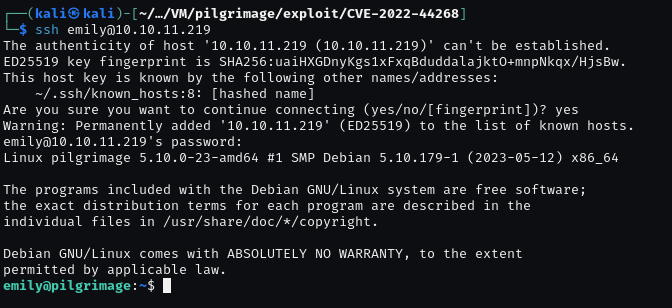 ┌──(kali㉿kali)-[~/…/VM/pilgrimage/exploit/CVE-2022-44268]
└─$ ssh emily@10.10.11.219
The authenticity of host '10.10.11.219 (10.10.11.219)' can't be established.
ED25519 key fingerprint is SHA256:uaiHXGDnyKgs1xFxqBduddalajktO+mnpNkqx/HjsBw.
This host key is known by the following other names/addresses:
    ~/.ssh/known_hosts:8: [hashed name]
Are you sure you want to continue connecting (yes/no/[fingerprint])? yes
Warning: Permanently added '10.10.11.219' (ED25519) to the list of known hosts.
emily@10.10.11.219's password:
Linux pilgrimage 5.10.0-23-amd64 #1 SMP Debian 5.10.179-1 (2023-05-12) x86_64

The programs included with the Debian GNU/Linux system are free software;
the exact distribution terms for each program are described in the
individual files in /usr/share/doc/*/copyright.

Debian GNU/Linux comes with ABSOLUTELY NO WARRANTY, to the extent
permitted by applicable law.
emily@pilgrimage:~$